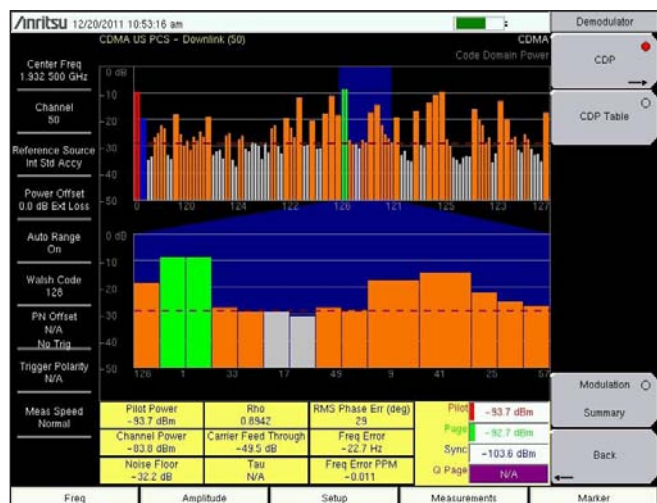 Anritsu 12/20/2011 10:53:16 am
Demodulator
CDMA US PCS - Downlink (50)
CDMA
Code Domain Power
Center Freq
1.932 500 GHz
Channel
50
Reference Source
Int Std Accy
Power Offset
0.0 dB Ext Loss
Auto Range
On
Walsh Code
128
PN Offset
N/A
No Trig
Trigger Polarity
N/A
Meas Speed
Normal
0 dB
-10
-20
-30
-40
-50
0 120 124 122 126 121 125 123 127
0 dB
-10
-20
-30
-40
-50
126 1 33 17 49 9 41 25 57
Pilot Power
-93.7 dBm
Rho
0.8942
RMS Phase Err (deg)
29
Channel Power
-83.8 dBm
Carrier Feed Through
-49.5 dB
Freq Error
-22.7 Hz
Noise Floor
-32.2 dB
Tau
N/A
Freq Error PPM
-0.011
Pilot -93.7 dBm
Page -92.7 dBm
Sync -103.6 dBm
Q Page N/A
CDP
CDP Table
Modulation
Summary
Back
Freq Amplitude Setup Measurements Marker